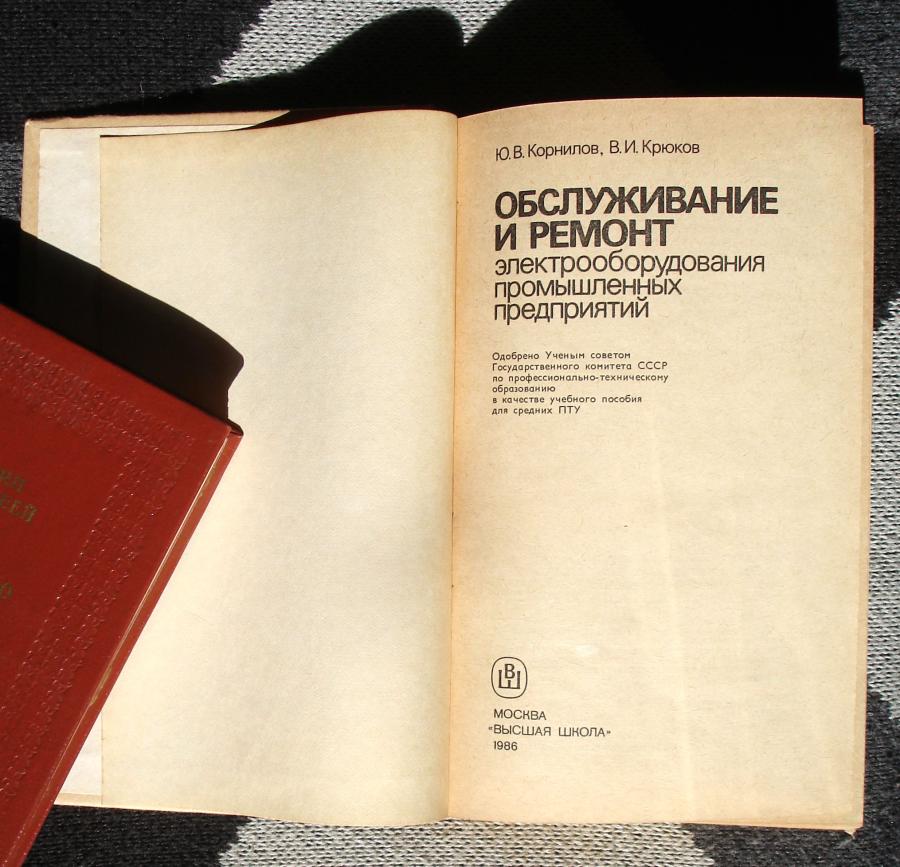 Ю.В.Корнилов, В.И.Крюков
ОБСЛУЖИВАНИЕ
И РЕМОНТ
электрооборудования
промышленных
предприятий
Одобрено Ученым советом
Государственного комитета СССР
по профессионально-техническому
образованию
в качестве учебного пособия
для средних ПТУ
ВШ
МОСКВА
«ВЫСШАЯ ШКОЛА»
1986